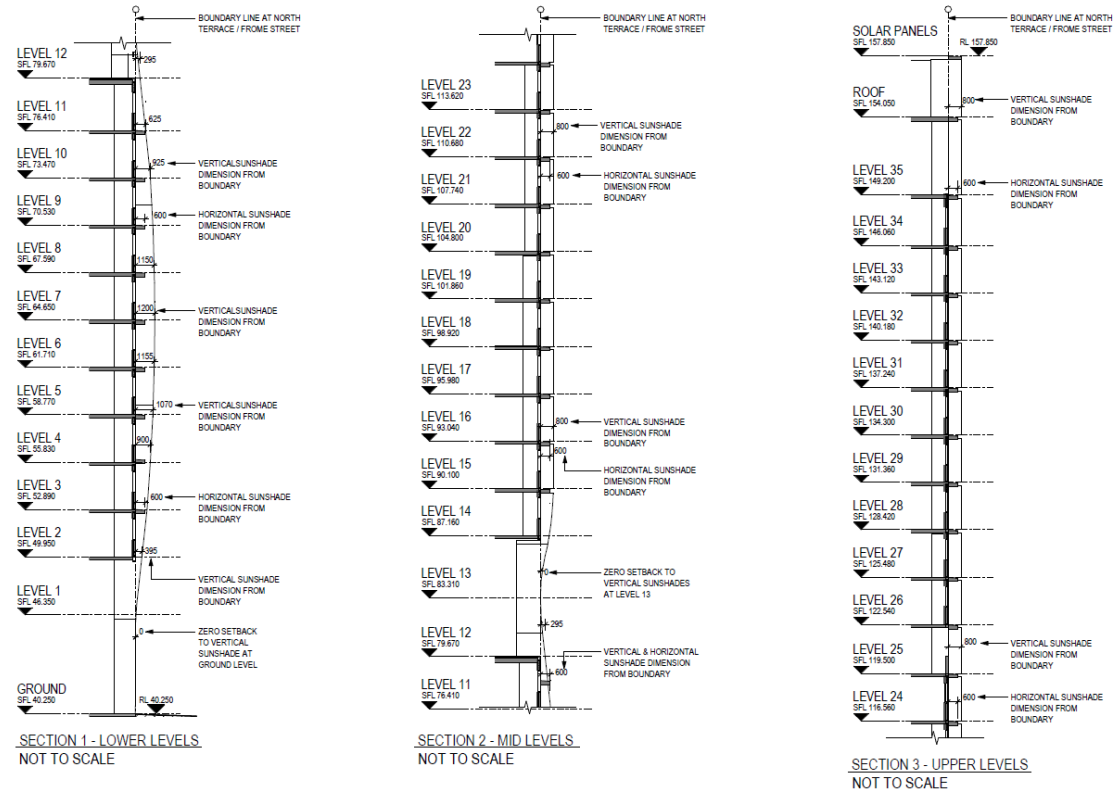 BOUNDARY LINE AT NORTH
TERRACE / FROME STREET
LEVEL 12
SFL 79.670
295
LEVEL 11
SFL 76.410
625
LEVEL 10
SFL 73.470
925
VERTICALSUNSHADE
DIMENSION FROM
BOUNDARY
LEVEL 9
SFL 70.530
600
HORIZONTAL SUNSHADE
DIMENSION FROM
BOUNDARY
LEVEL 8
SFL 67.590
1150
LEVEL 7
SFL 64.650
1200
VERTICALSUNSHADE
DIMENSION FROM
BOUNDARY
LEVEL 6
SFL 61.710
1155
LEVEL 5
SFL 58.770
1070
VERTICALSUNSHADE
DIMENSION FROM
BOUNDARY
LEVEL 4
SFL 55.830
900
LEVEL 3
SFL 52.890
600
HORIZONTAL SUNSHADE
DIMENSION FROM
BOUNDARY
LEVEL 2
SFL 49.950
395
VERTICAL SUNSHADE
DIMENSION FROM
BOUNDARY
LEVEL 1
SFL 46.350
0
ZERO SETBACK
TO VERTICAL
SUNSHADE AT
GROUND LEVEL
GROUND
SFL 40.250
RL 40.250
SECTION 1 - LOWER LEVELS
NOT TO SCALE
BOUNDARY LINE AT NORTH
TERRACE / FROME STREET
LEVEL 23
SFL 113.620
800
VERTICAL SUNSHADE
DIMENSION FROM
BOUNDARY
LEVEL 22
SFL 110.680
600
HORIZONTAL SUNSHADE
DIMENSION FROM
BOUNDARY
LEVEL 21
SFL 107.740
LEVEL 20
SFL 104.800
LEVEL 19
SFL 101.860
LEVEL 18
SFL 98.920
LEVEL 17
SFL 95.980
LEVEL 16
SFL 93.040
800
VERTICAL SUNSHADE
DIMENSION FROM
BOUNDARY
600
HORIZONTAL SUNSHADE
DIMENSION FROM
BOUNDARY
LEVEL 15
SFL 90.100
LEVEL 14
SFL 87.160
LEVEL 13
SFL 83.310
0
ZERO SETBACK TO
VERTICAL SUNSHADES
AT LEVEL 13
295
LEVEL 12
SFL 79.670
600
VERTICAL & HORIZONTAL
SUNSHADE DIMENSION
FROM BOUNDARY
LEVEL 11
SFL 76.410
SECTION 2 - MID LEVELS
NOT TO SCALE
BOUNDARY LINE AT NORTH
TERRACE / FROME STREET
SOLAR PANELS
SFL 157.850
RL 157.850
ROOF
SFL 154.050
800
VERTICAL SUNSHADE
DIMENSION FROM
BOUNDARY
LEVEL 35
SFL 149.200
600
HORIZONTAL SUNSHADE
DIMENSION FROM
BOUNDARY
LEVEL 34
SFL 146.060
LEVEL 33
SFL 143.120
LEVEL 32
SFL 140.180
LEVEL 31
SFL 137.240
LEVEL 30
SFL 134.300
LEVEL 29
SFL 131.360
LEVEL 28
SFL 128.420
LEVEL 27
SFL 125.480
LEVEL 26
SFL 122.540
800
VERTICAL SUNSHADE
DIMENSION FROM
BOUNDARY
LEVEL 25
SFL 119.500
LEVEL 24
SFL 116.560
600
HORIZONTAL SUNSHADE
DIMENSION FROM
BOUNDARY
SECTION 3 - UPPER LEVELS
NOT TO SCALE